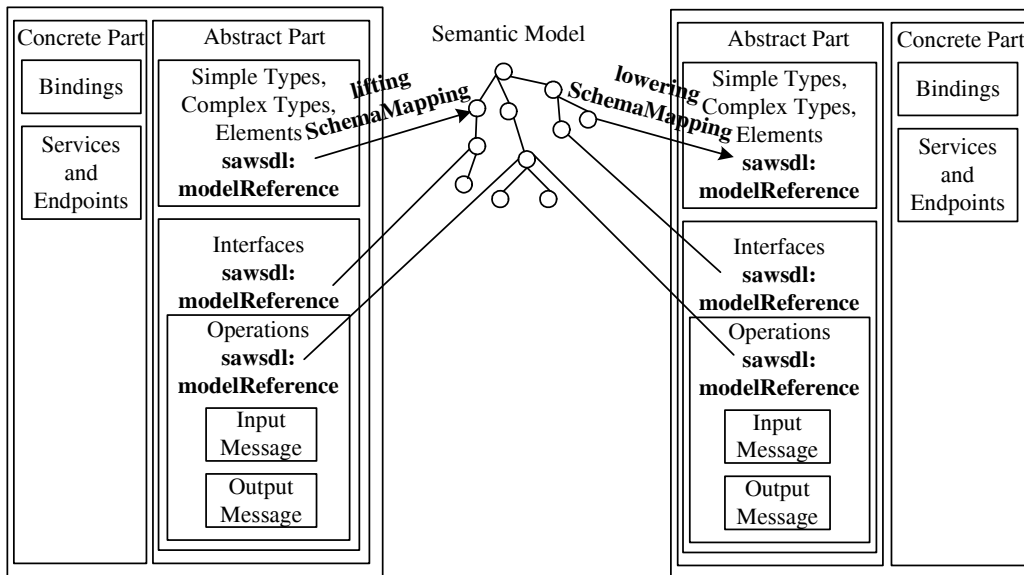 Concrete Part
Bindings
Services
and
Endpoints
Abstract Part
Simple Types,
Complex Types,
Elements
sawsdl:
modelReference
Interfaces
sawsdl:
modelReference
Operations
sawsdl:
modelReference
Input
Message
Output
Message
lifting
SchemaMapping
Semantic Model
lowering
SchemaMapping
Abstract Part
Simple Types,
Complex Types,
Elements
sawsdl:
modelReference
Interfaces
sawsdl:
modelReference
Operations
sawsdl:
modelReference
Input
Message
Output
Message
Concrete Part
Bindings
Services
and
Endpoints